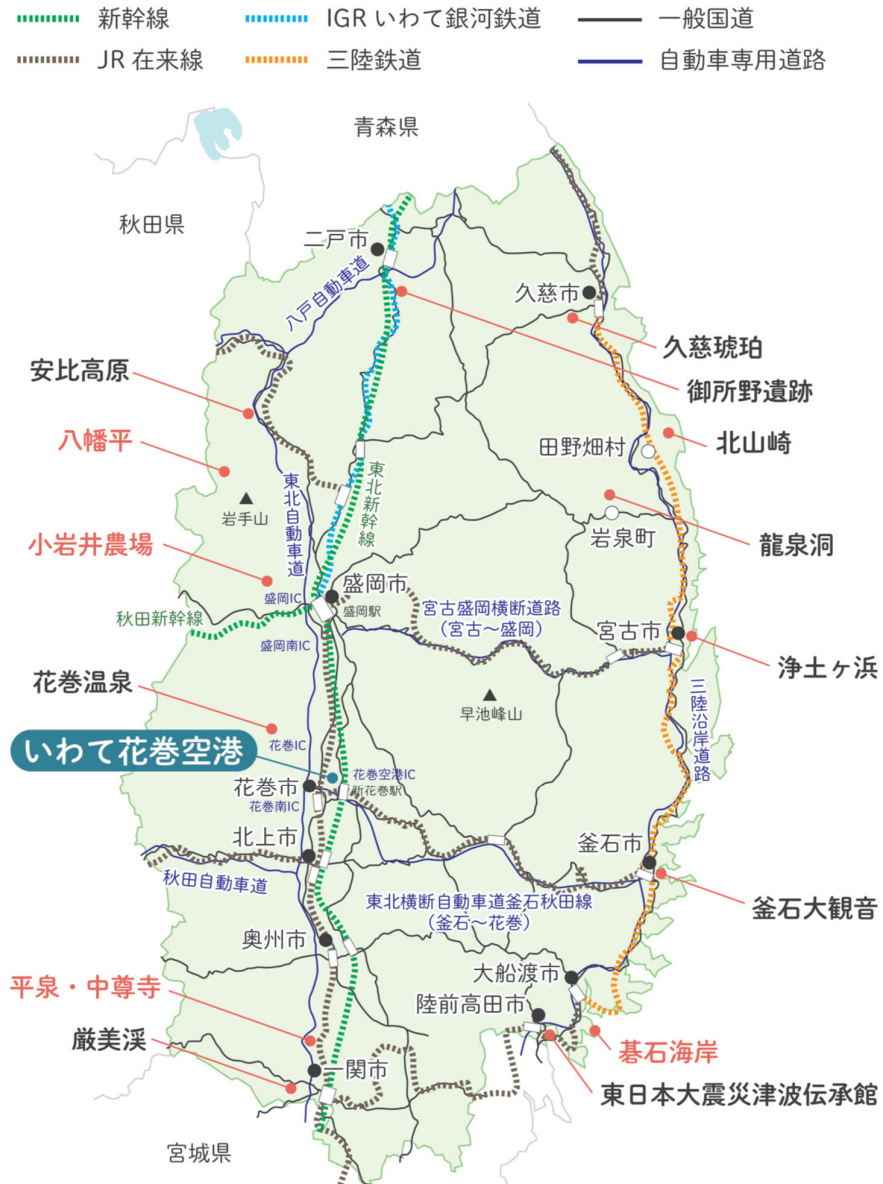 新幹線
IGR いわて銀河鉄道
一般国道
JR 在来線
三陸鉄道
自動車専用道路
青森県
秋田県
二戸市
八戸自動車道
久慈市
久慈琥珀
安比高原
御所野遺跡
八幡平
田野畑村
北山崎
東北自動車道
東北新幹線
岩手山
岩泉町
小岩井農場
龍泉洞
盛岡市
盛岡IC
盛岡駅
宮古盛岡横断道路
(宮古〜盛岡)
秋田新幹線
宮古市
盛岡南IC
浄土ヶ浜
花巻温泉
早池峰山
三陸沿岸道路
花巻IC
いわて花巻空港
花巻空港IC
花巻市
新花巻駅
花巻南IC
北上市
釜石市
秋田自動車道
東北横断自動車道釜石秋田線
(釜石〜花巻)
釜石大観音
奥州市
大船渡市
平泉・中尊寺
陸前高田市
厳美渓
碁石海岸
一関市
東日本大震災津波伝承館
宮城県